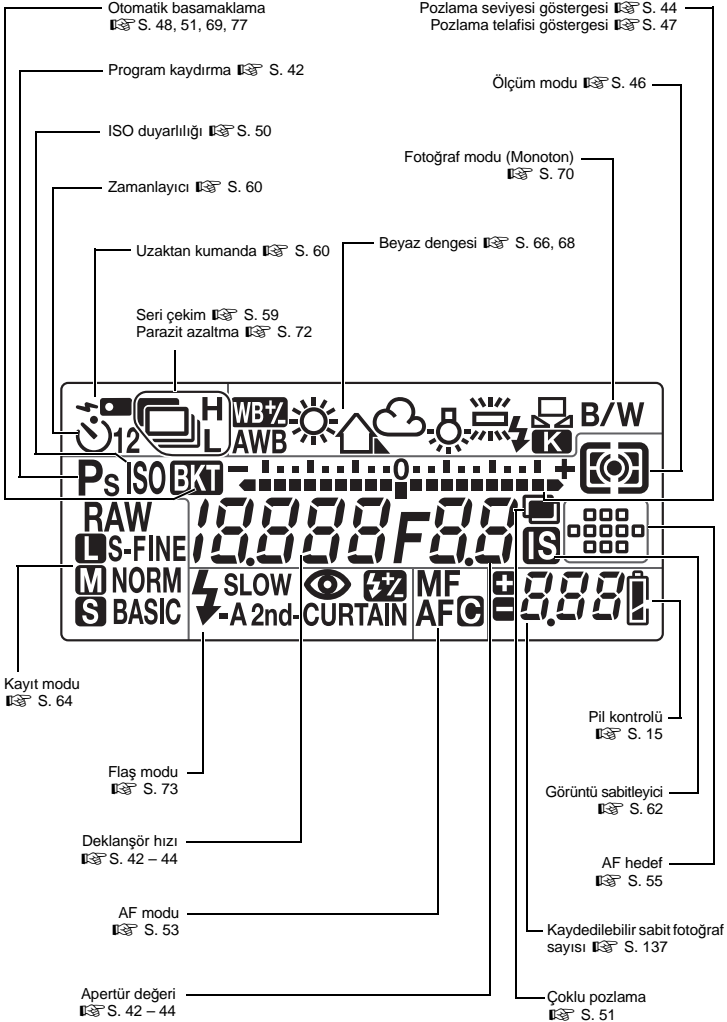 Otomatik basamaklama
☞ S. 48, 51, 69, 77
Pozlama seviyesi göstergesi ☞ S. 44
Pozlama telafisi göstergesi ☞ S. 47
Program kaydırma ☞ S. 42
Ölçüm modu ☞ S. 46
ISO duyarlılığı ☞ S. 50
Fotoğraf modu (Monoton)
☞ S. 70
Zamanlayıcı ☞ S. 60
Uzaktan kumanda ☞ S. 60
Beyaz dengesi ☞ S. 66, 68
Seri çekim ☞ S. 59
Parazit azaltma ☞ S. 72
12 H L WB+/- AWB K B/W
Ps ISO BKT - 0 +
RAW
L S-FINE 18888 F8.8 IS
M NORM SLOW MF
S BASIC -A 2nd-CURTAIN AF C 8.88
Kayıt modu
☞ S. 64
Pil kontrolü
☞ S. 15
Flaş modu
☞ S. 73
Görüntü sabitleyici
☞ S. 62
Deklanşör hızı
☞ S. 42 – 44
AF hedef
☞ S. 55
AF modu
☞ S. 53
Kaydedilebilir sabit fotoğraf
sayısı ☞ S. 137
Apertür değeri
☞ S. 42 – 44
Çoklu pozlama
☞ S. 51